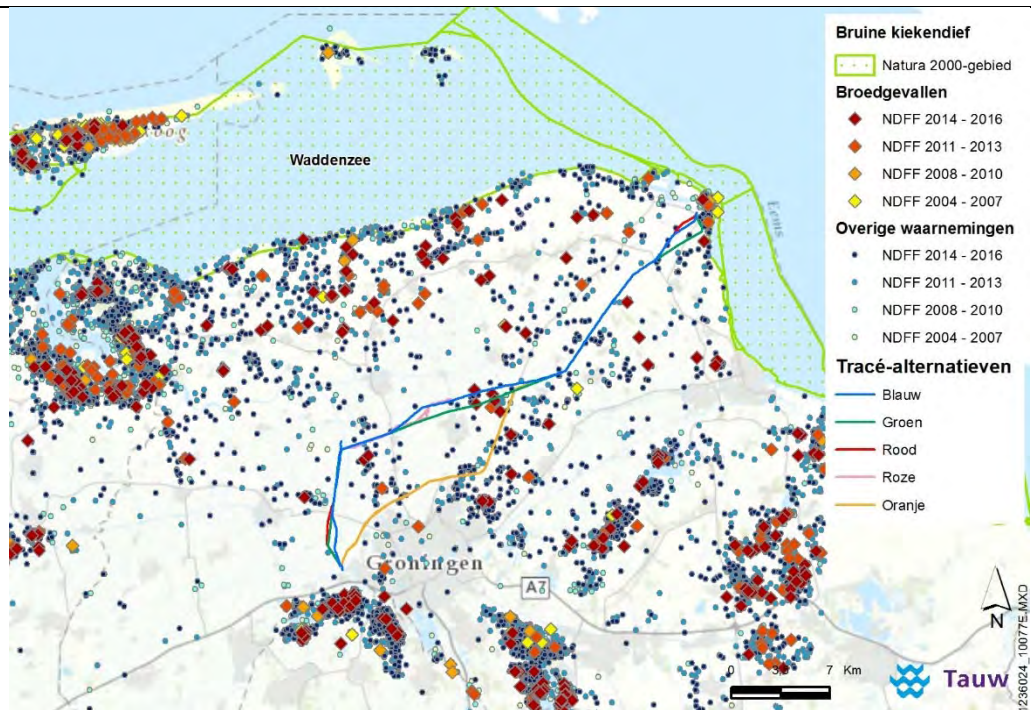 Bruine kiekendief
Natura 2000-gebied
Broedgevallen
NDFF 2014 - 2016
NDFF 2011 - 2013
NDFF 2008 - 2010
NDFF 2004 - 2007
Overige waarnemingen
NDFF 2014 - 2016
NDFF 2011 - 2013
NDFF 2008 - 2010
NDFF 2004 - 2007
Tracé-alternatieven
Blauw
Groen
Rood
Roze
Oranje
Waddenzee
Eems
Groningen
A7
N
7 Km
Tauw
1236024_100775.MXD